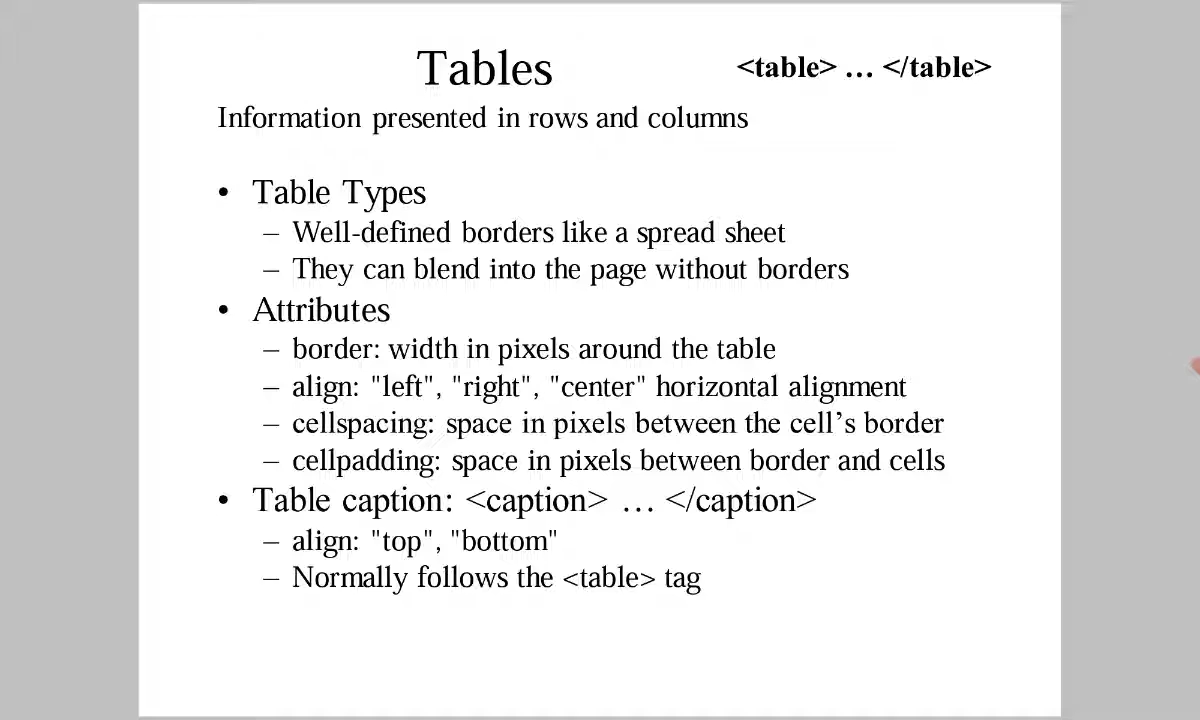 Tables <table> … </table>
Information presented in rows and columns
• Table Types
– Well-defined borders like a spread sheet
– They can blend into the page without borders
• Attributes
– border: width in pixels around the table
– align: "left", "right", "center" horizontal alignment
– cellspacing: space in pixels between the cell’s border
– cellpadding: space in pixels between border and cells
• Table caption: <caption> … </caption>
– align: "top", "bottom"
– Normally follows the <table> tag